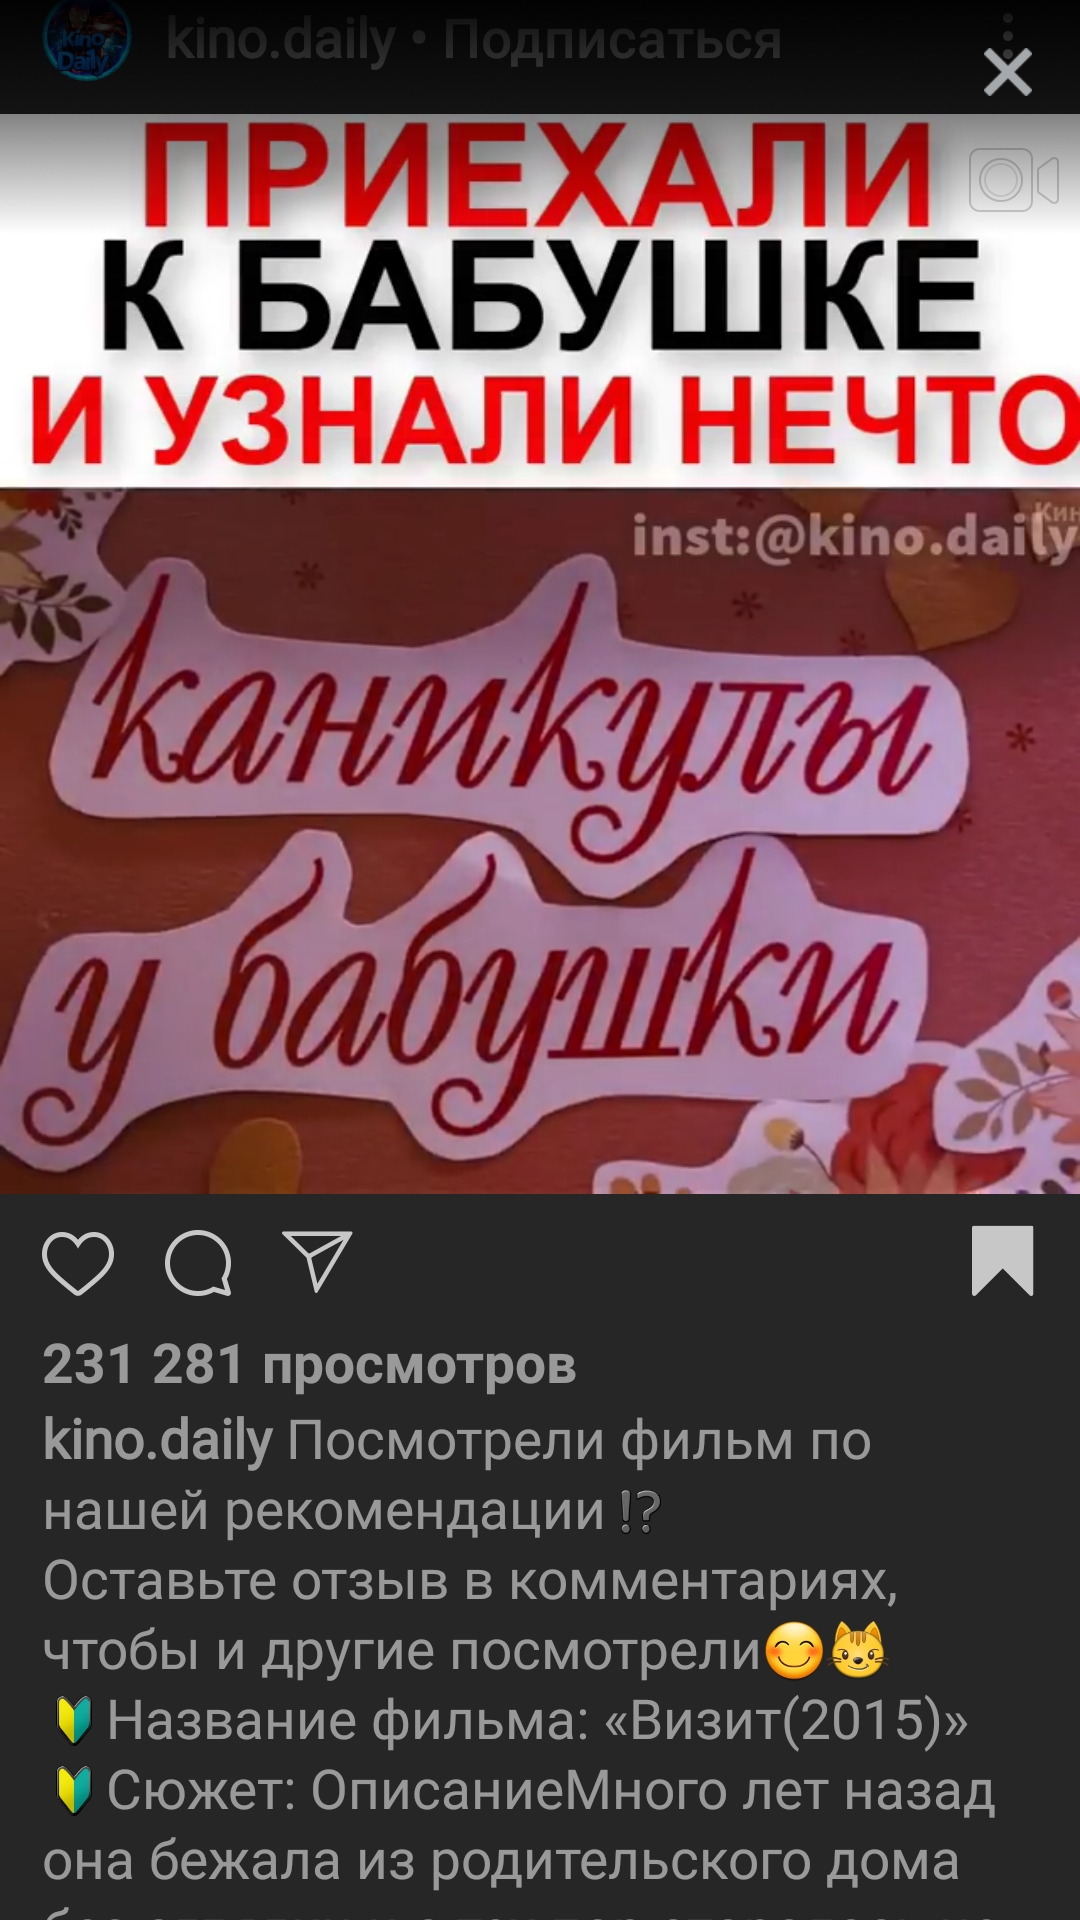 Kino
Daily
kino.daily • Подписаться
ПРИЕХАЛИ
К БАБУШКЕ
И УЗНАЛИ НЕЧТО
inst:@kino.daily
каникулы
у бабушки
231 281 просмотров
kino.daily Посмотрели фильм по
нашей рекомендации ⁉
Оставьте отзыв в комментариях,
чтобы и другие посмотрели😊😼
🔰Название фильма: «Визит(2015)»
🔰Сюжет: ОписаниеМного лет назад
она бежала из родительского дома